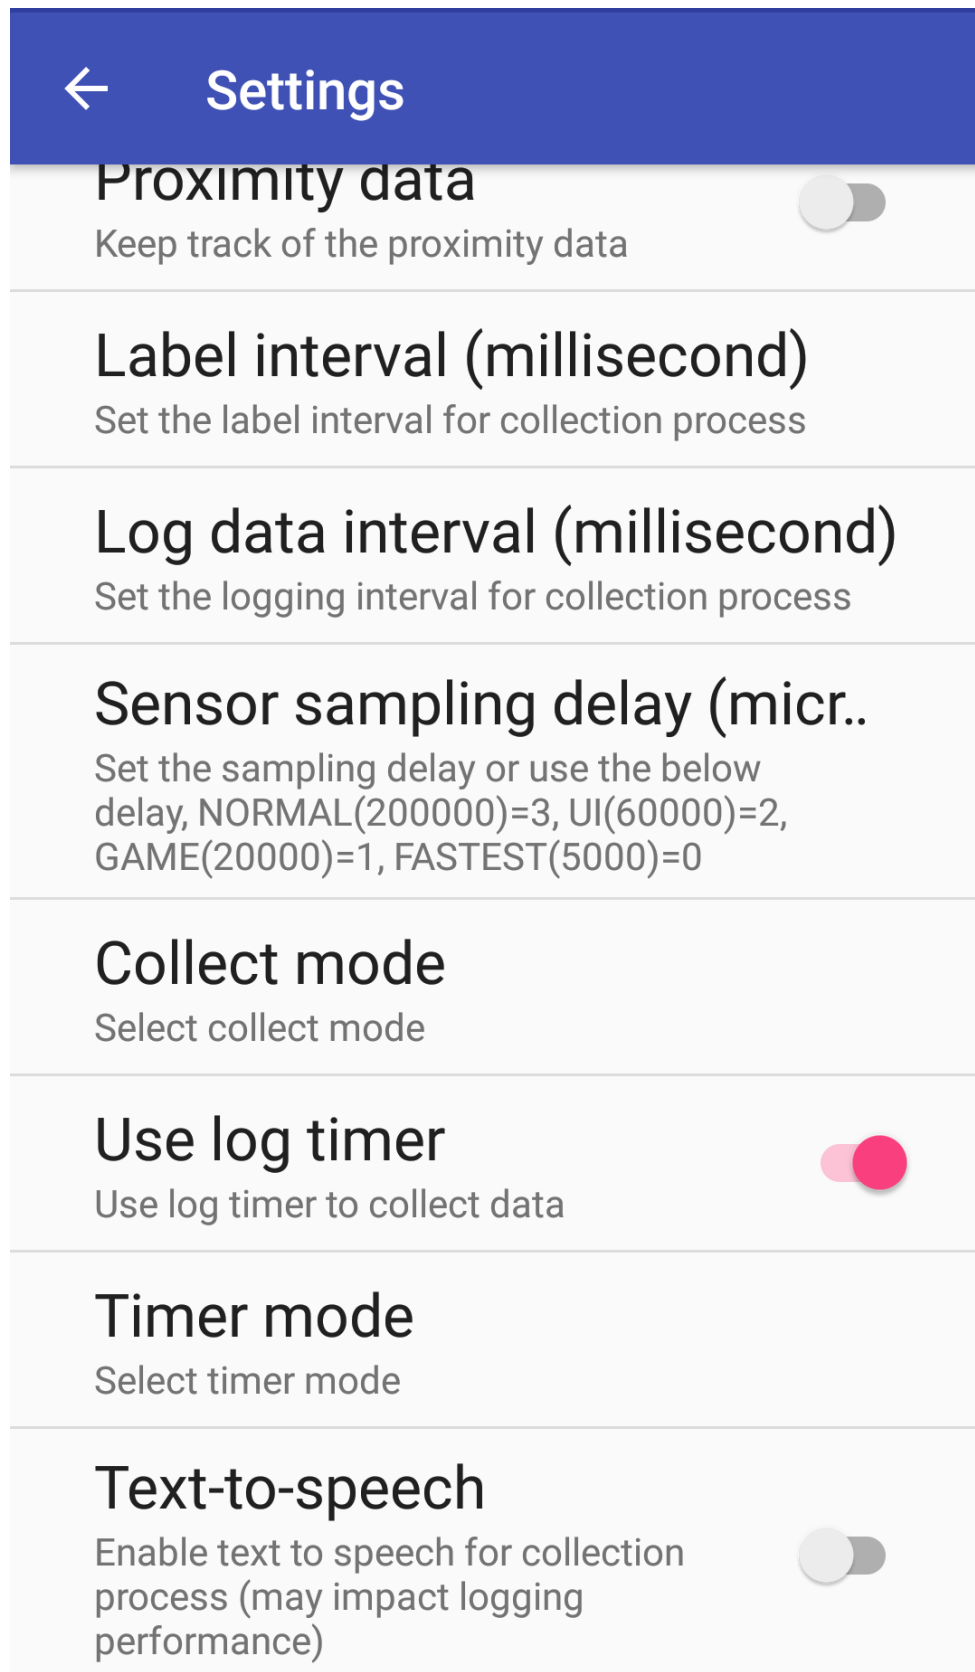 Settings
Proximity data
Keep track of the proximity data
Label interval (millisecond)
Set the label interval for collection process
Log data interval (millisecond)
Set the logging interval for collection process
Sensor sampling delay (micr..
Set the sampling delay or use the below
delay, NORMAL(200000)=3, UI(60000)=2,
GAME(20000)=1, FASTEST(5000)=0
Collect mode
Select collect mode
Use log timer
Use log timer to collect data
Timer mode
Select timer mode
Text-to-speech
Enable text to speech for collection
process (may impact logging
performance)